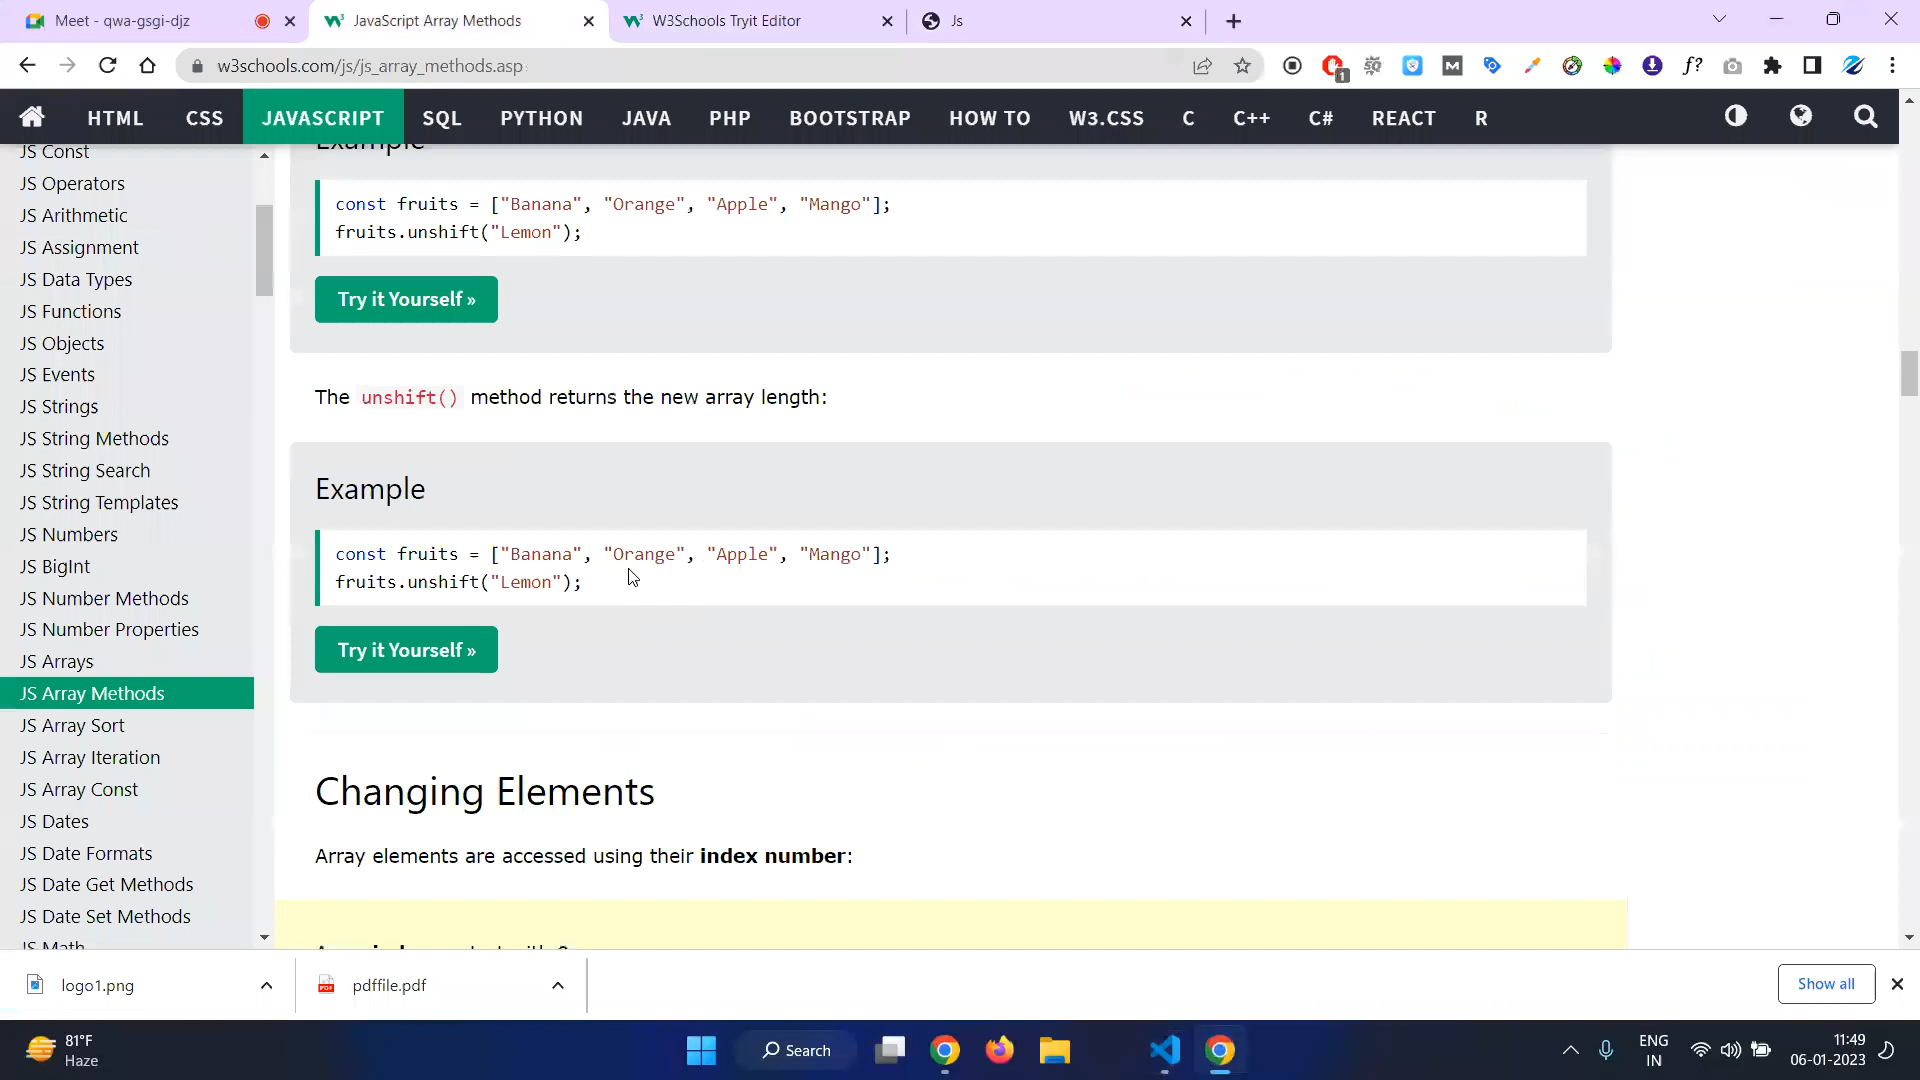 Meet - qwa-gsgi-djz
JavaScript Array Methods
W3Schools Tryit Editor
Js
w3schools.com/js/js_array_methods.asp
1
f?
HTML CSS JAVASCRIPT SQL PYTHON JAVA PHP BOOTSTRAP HOW TO W3.CSS C C++ C# REACT R
JS Const
JS Operators
JS Arithmetic
JS Assignment
JS Data Types
JS Functions
JS Objects
JS Events
JS Strings
JS String Methods
JS String Search
JS String Templates
JS Numbers
JS BigInt
JS Number Methods
JS Number Properties
JS Arrays
JS Array Methods
JS Array Sort
JS Array Iteration
JS Array Const
JS Dates
JS Date Formats
JS Date Get Methods
JS Date Set Methods
JS Math
Example
const fruits = ["Banana", "Orange", "Apple", "Mango"];
fruits.unshift("Lemon");
Try it Yourself »
The unshift() method returns the new array length:
Example
const fruits = ["Banana", "Orange", "Apple", "Mango"];
fruits.unshift("Lemon");
Try it Yourself »
Changing Elements
Array elements are accessed using their index number:
logo1.png
pdffile.pdf
Show all
81°F
Haze
Search
ENG
IN
11:49
06-01-2023